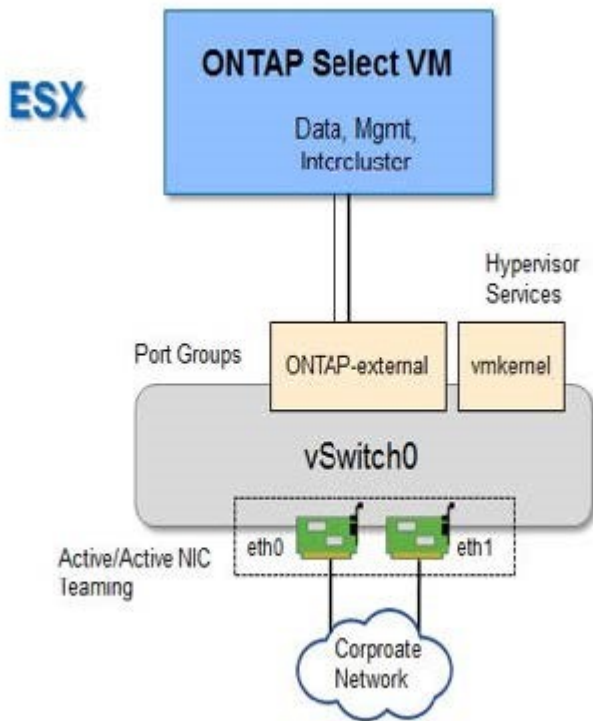 ONTAP Select VM
ESX
Data, Mgmt,
Intercluster
Hypervisor
Services
Port Groups
ONTAP-external
vmkernel
vSwitch0
eth0
eth1
Active/Active NIC
Teaming
Corproate
Network